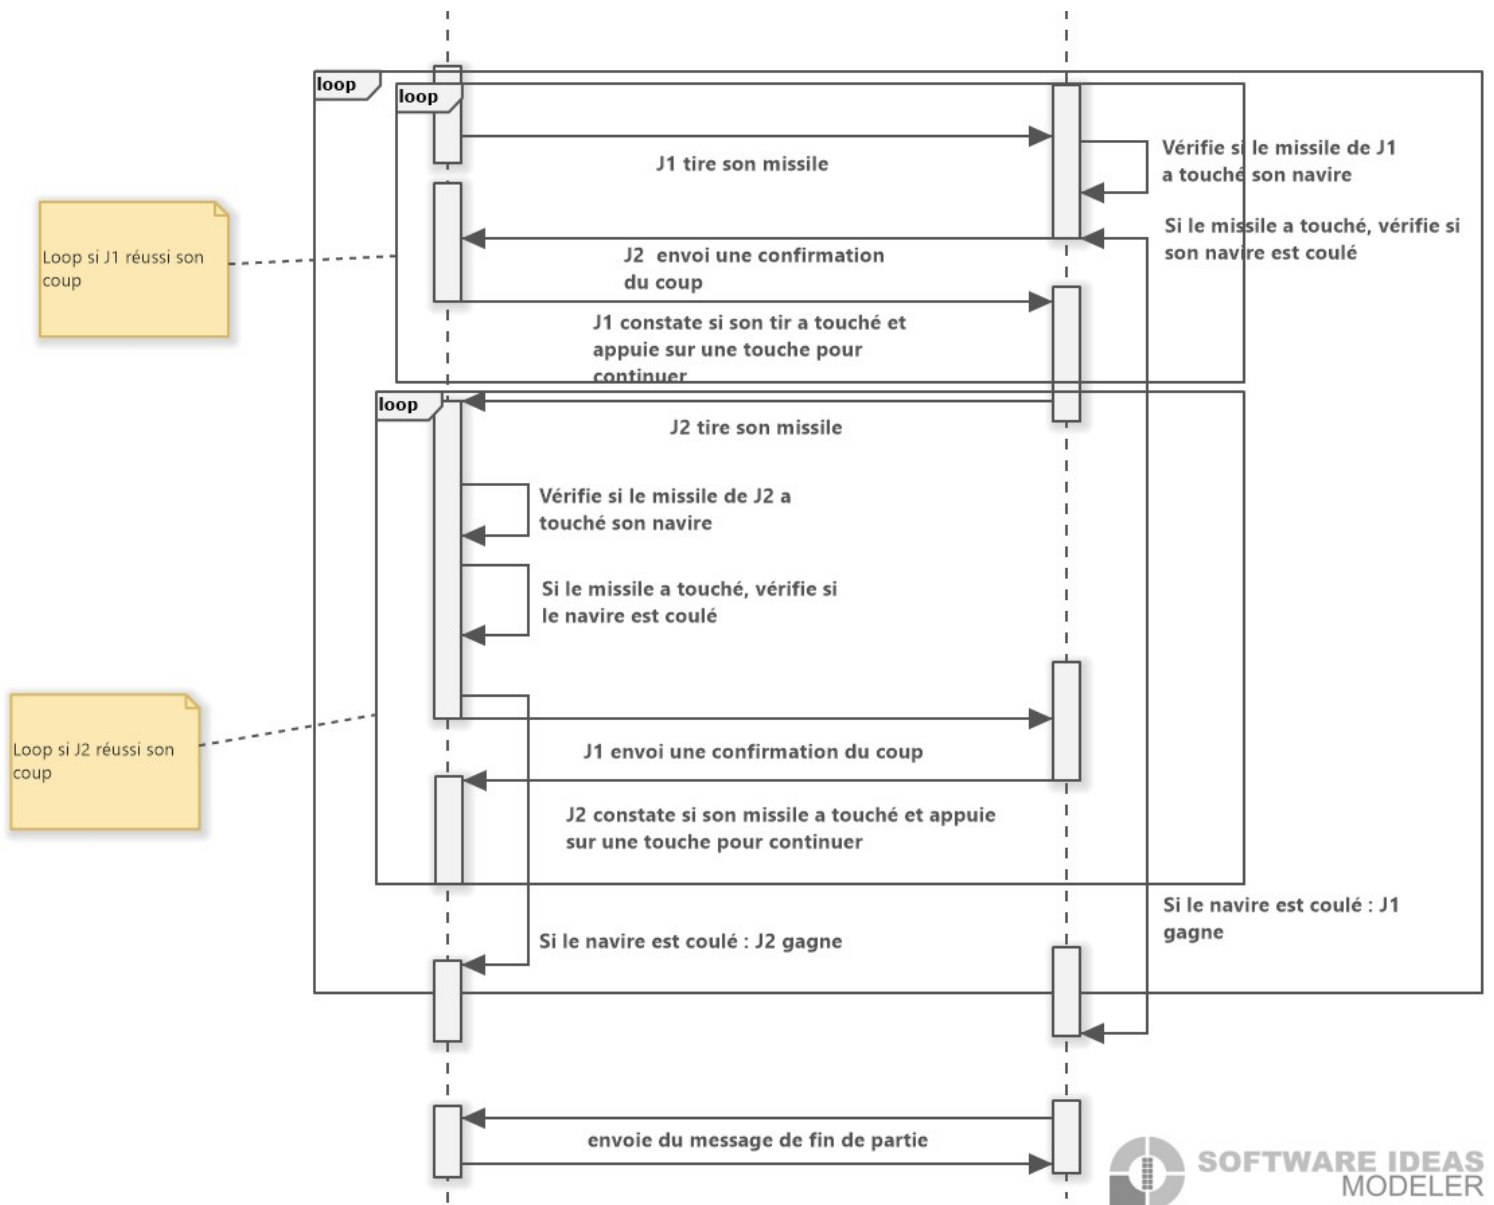 loop
loop
J1 tire son missile
Vérifie si le missile de J1
a touché son navire
Si le missile a touché, vérifie si
son navire est coulé
Loop si J1 réussi son
coup
J2 envoi une confirmation
du coup
J1 constate si son tir a touché et
appuie sur une touche pour
continuer
loop
J2 tire son missile
Vérifie si le missile de J2 a
touché son navire
Si le missile a touché, vérifie si
le navire est coulé
Loop si J2 réussi son
coup
J1 envoi une confirmation du coup
J2 constate si son missile a touché et appuie
sur une touche pour continuer
Si le navire est coulé : J1
gagne
Si le navire est coulé : J2 gagne
envoie du message de fin de partie
SOFTWARE IDEAS
MODELER